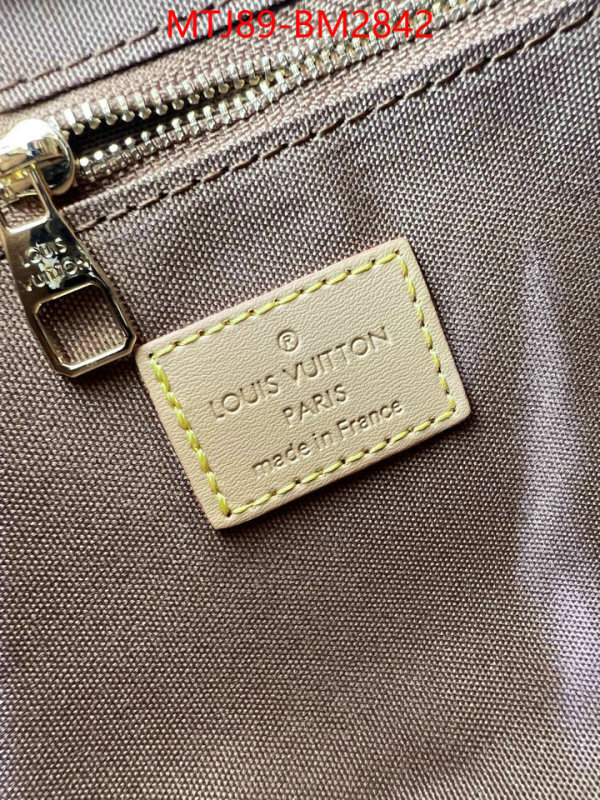 MTJ89-BM2842
LOUIS
VUITTON
®
LOUIS VUITTON
PARIS
made in France